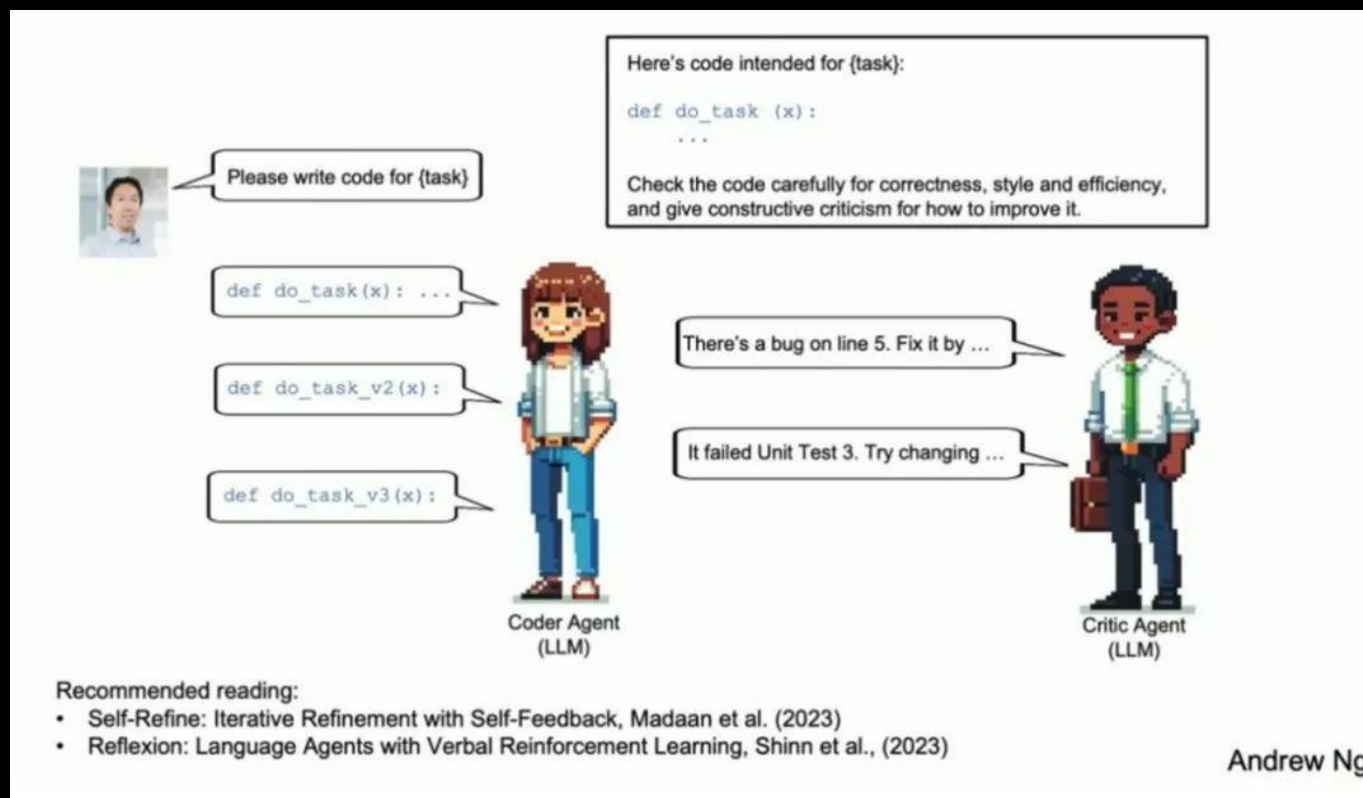 Here's code intended for {task}:
def do_task (x):
...
Check the code carefully for correctness, style and efficiency,
and give constructive criticism for how to improve it.
Please write code for {task}
def do_task(x): ...
There's a bug on line 5. Fix it by ...
def do_task_v2(x):
It failed Unit Test 3. Try changing ...
def do_task_v3(x):
Coder Agent
(LLM)
Critic Agent
(LLM)
Recommended reading:
• Self-Refine: Iterative Refinement with Self-Feedback, Madaan et al. (2023)
• Reflexion: Language Agents with Verbal Reinforcement Learning, Shinn et al., (2023)
Andrew Ng